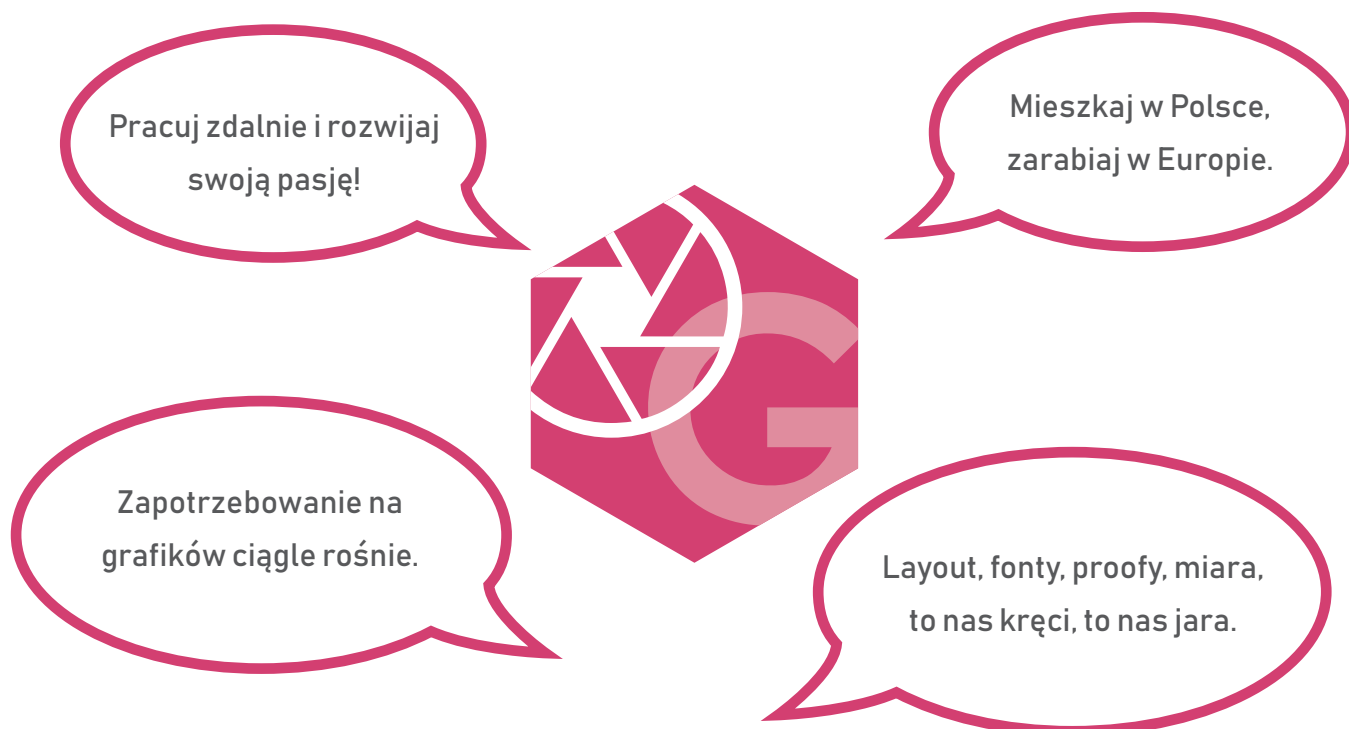 Pracuj zdalnie i rozwijaj
swoją pasję!
Mieszkaj w Polsce,
zarabiaj w Europie.
G
Zapotrzebowanie na
grafików ciągle rośnie.
Layout, fonty, proofy, miara,
to nas kręci, to nas jara.